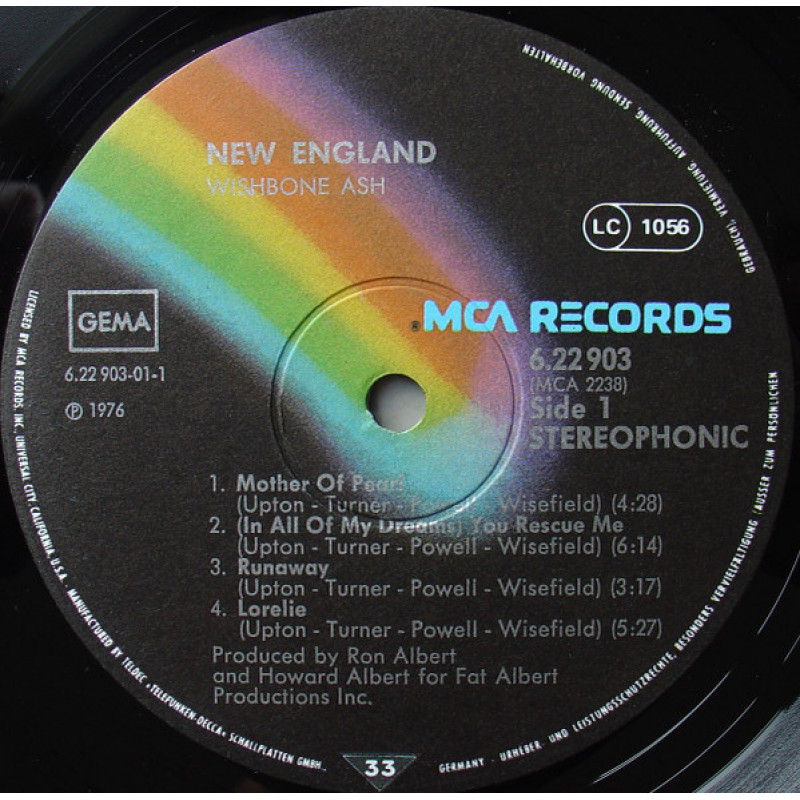 NEW ENGLAND
WISHBONE ASH
LC 1056
GEMA
6.22 903-01-1
℗ 1976
®MCA RECORDS
6.22 903
(MCA 2238)
Side 1
STEREOPHONIC
1. Mother Of Pearl
(Upton - Turner - Powell - Wisefield) (4:28)
2. (In All Of My Dreams) You Rescue Me
(Upton - Turner - Powell - Wisefield) (6:14)
3. Runaway
(Upton - Turner - Powell - Wisefield) (3:17)
4. Lorelie
(Upton - Turner - Powell - Wisefield) (5:27)
Produced by Ron Albert
and Howard Albert for Fat Albert
Productions Inc.
33
LICENSED BY MCA RECORDS, INC. UNIVERSAL CITY, CALIFORNIA U.S.A. MANUFACTURED BY TELDEC »TELEFUNKEN-DECCA« SCHALLPLATTEN GMBH.,
GERMANY - URHEBER- UND LEISTUNGSSCHUTZRECHTE, BESONDERS VERVIELFÄLTIGUNG (AUSSER ZUM PERSÖNLICHEN
GEBRAUCH), VERMIETUNG, AUFFÜHRUNG, SENDUNG VORBEHALTEN